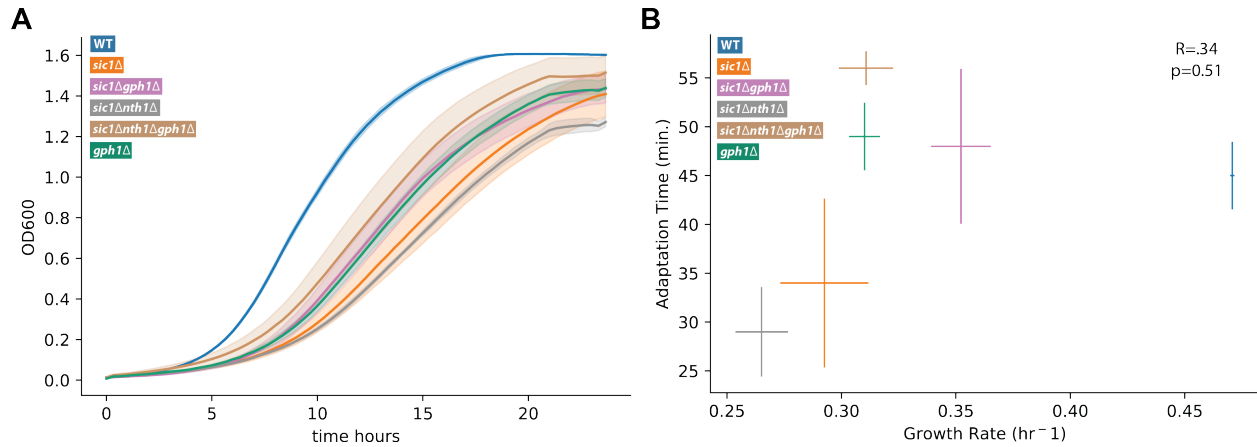 A
WT
sic1Δ
sic1Δgph1Δ
sic1Δnth1Δ
sic1Δnth1Δgph1Δ
gph1Δ
OD600
1.6
1.4
1.2
1.0
0.8
0.6
0.4
0.2
0.0
0 5 10 15 20
time hours
B
WT
sic1Δ
sic1Δgph1Δ
sic1Δnth1Δ
sic1Δnth1Δgph1Δ
gph1Δ
R=.34
p=0.51
Adaptation Time (min.)
55
50
45
40
35
30
25
0.25 0.30 0.35 0.40 0.45
Growth Rate (hr⁻1)